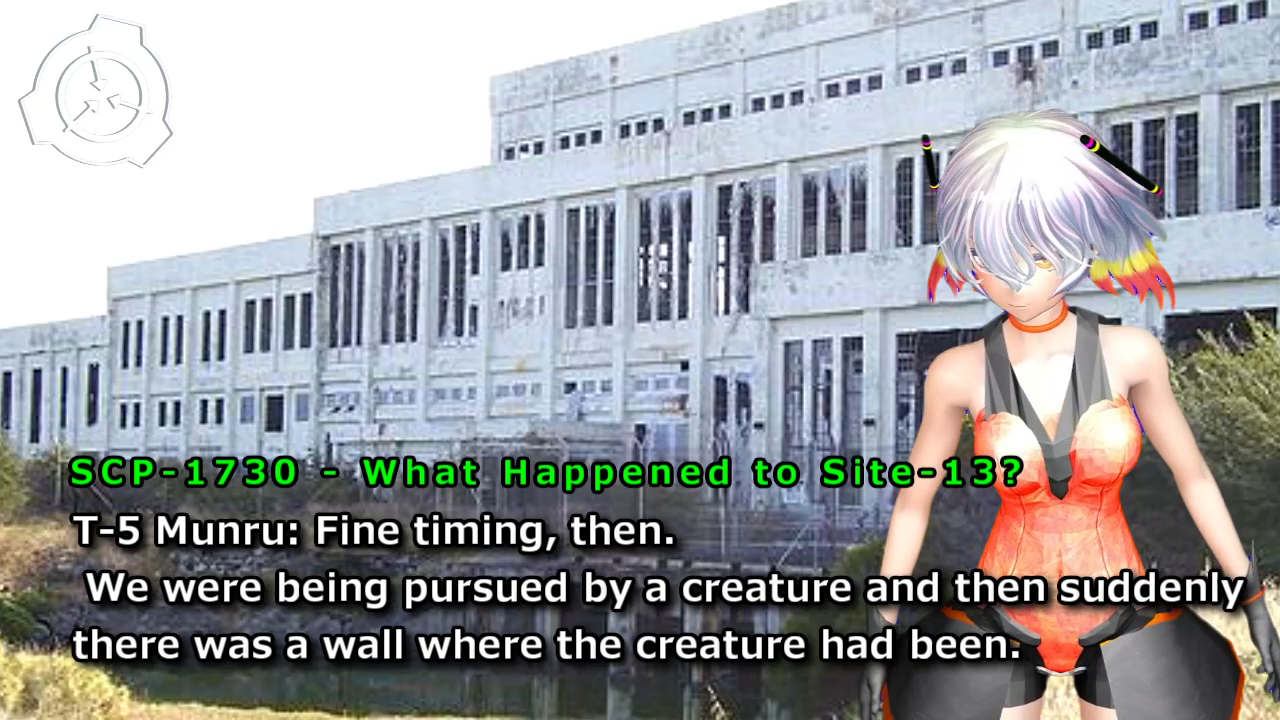 SCP-1730 - What Happened to Site-13?
T-5 Munru: Fine timing, then.
We were being pursued by a creature and then suddenly
there was a wall where the creature had been.